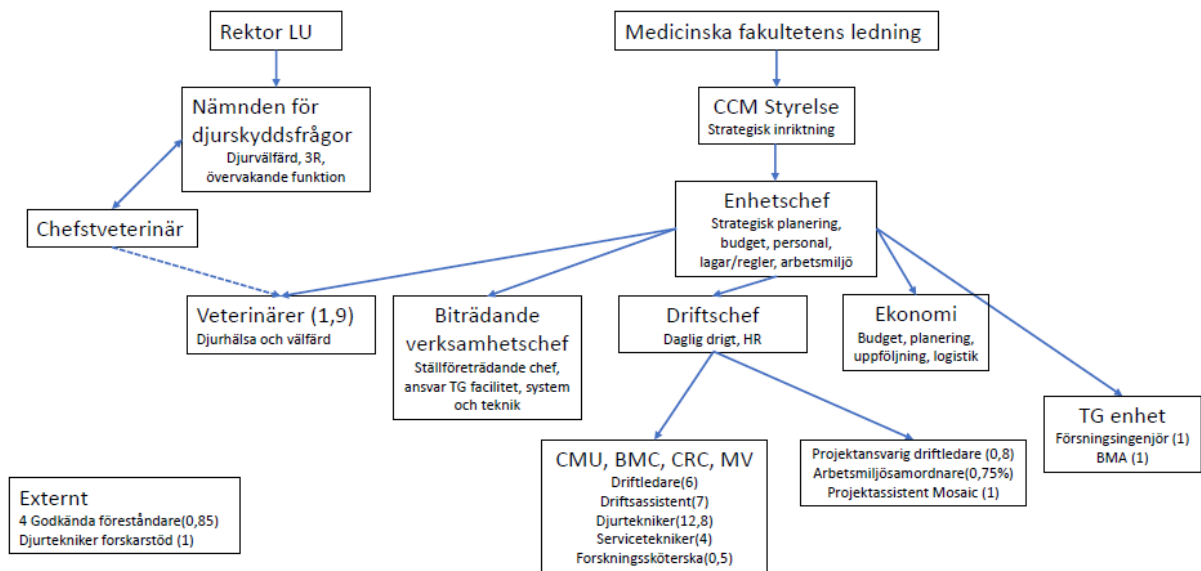 Rektor LU
Medicinska fakultetens ledning
Nämnden för
djurskyddsfrågor
Djurvälfärd, 3R,
övervakande funktion
CCM Styrelse
Strategisk inriktning
Chefstveterinär
Enhetschef
Strategisk planering,
budget, personal,
lagar/regler, arbetsmiljö
Veterinärer (1,9)
Djurhälsa och välfärd
Biträdande
verksamhetschef
Ställföreträdande chef,
ansvar TG facilitet, system
och teknik
Driftschef
Daglig drigt, HR
Ekonomi
Budget, planering,
uppföljning, logistik
TG enhet
Försningsingenjör (1)
BMA (1)
CMU, BMC, CRC, MV
Driftledare(6)
Driftsassistent(7)
Djurtekniker(12,8)
Servicetekniker(4)
Forskningssköterska(0,5)
Projektansvarig driftledare (0,8)
Arbetsmiljösamordnare(0,75%)
Projektassistent Mosaic (1)
Externt
4 Godkända föreståndare(0,85)
Djurtekniker forskarstöd (1)